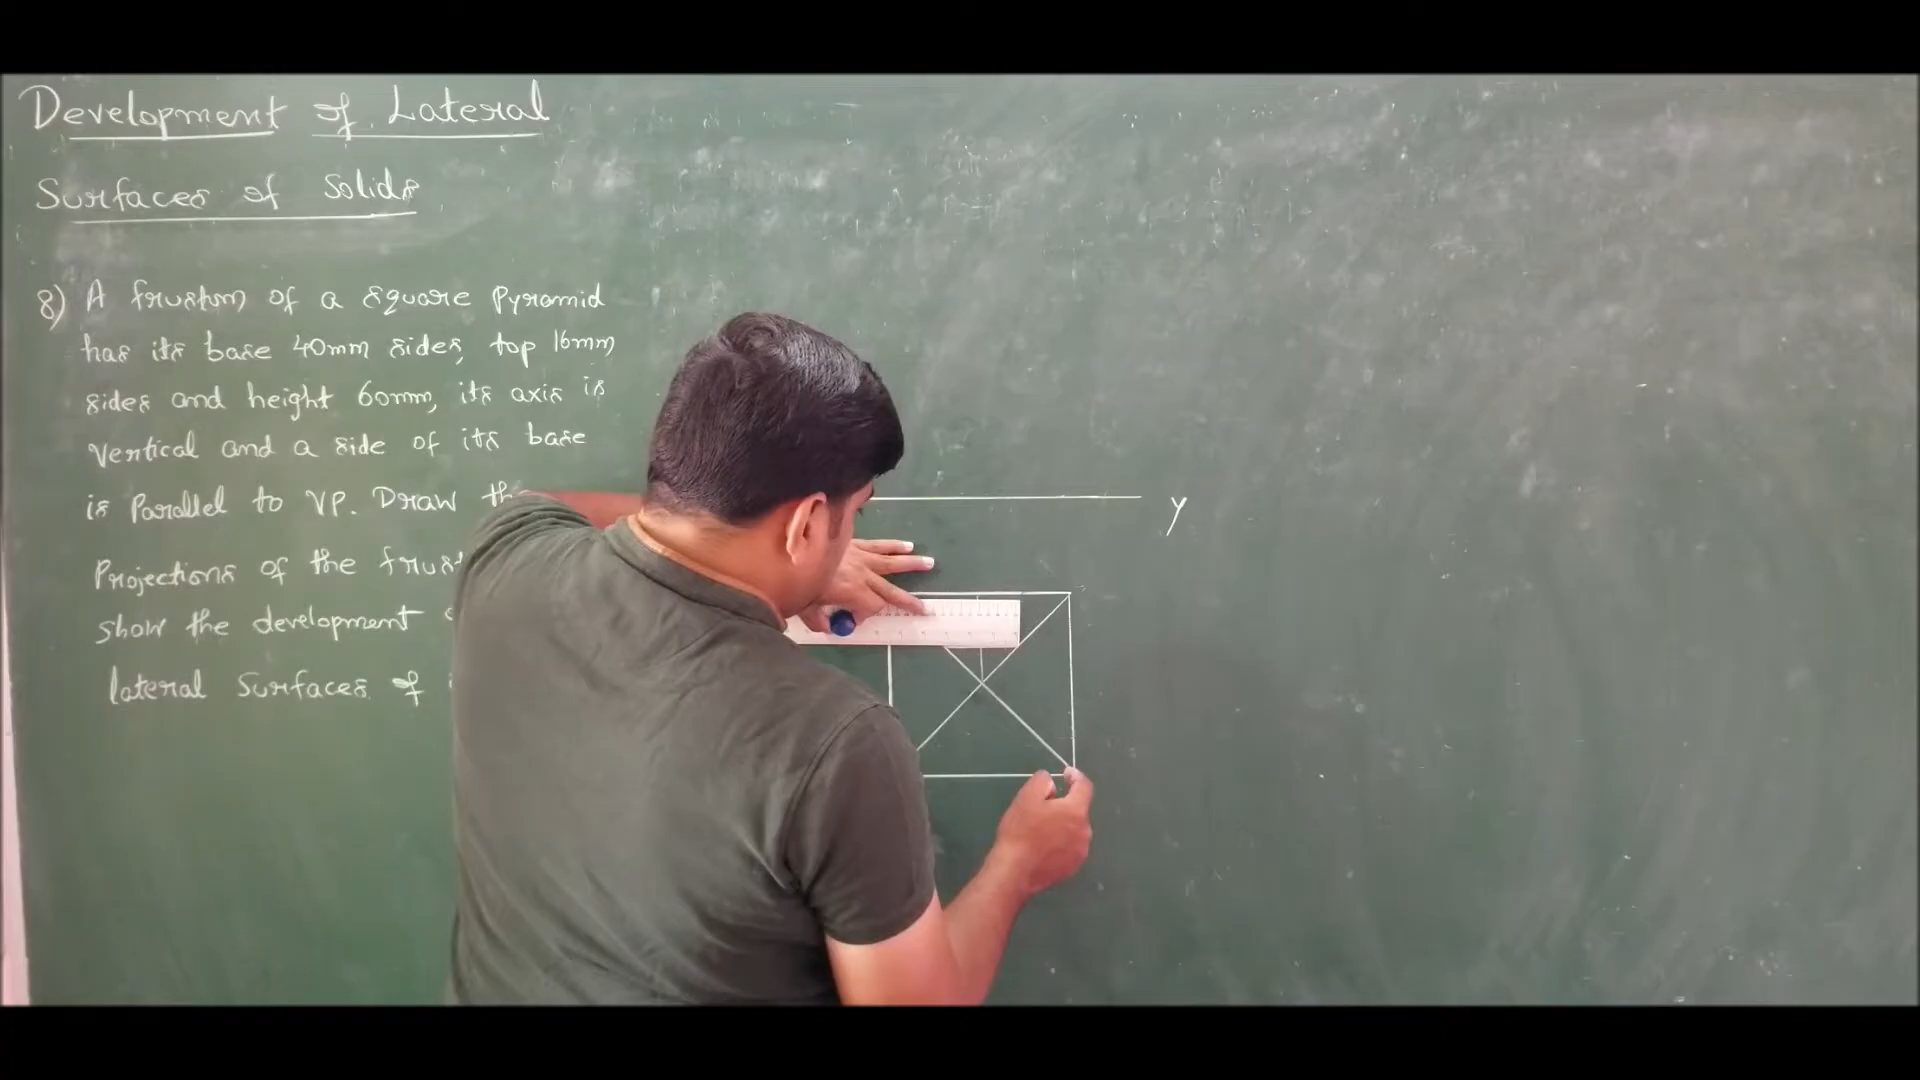 Development of Lateral
Surfaces of Solids
8) A frustum of a square pyramid
has its base 40mm sides, top 16mm
sides and height 60mm, its axis is
Vertical and a side of its base
is Parallel to VP. Draw
Projections of the
show the development
lateral surfaces of
y